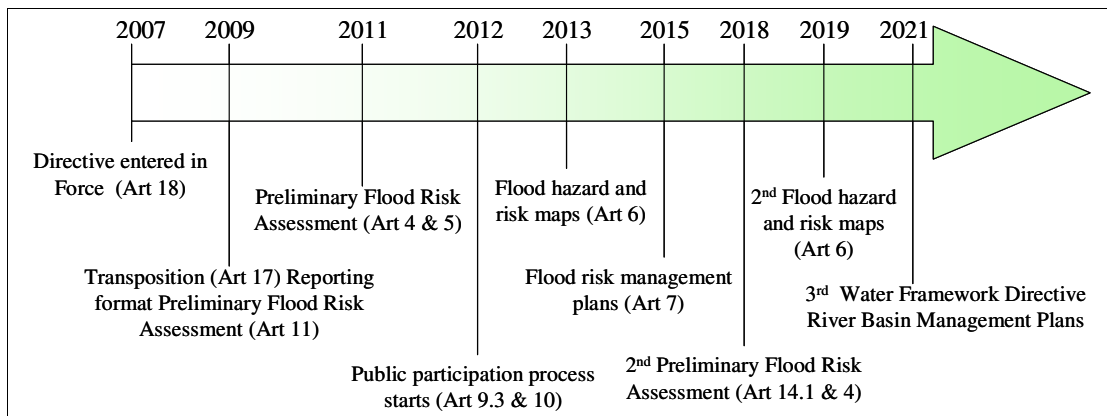 2007 2009 2011 2012 2013 2015 2018 2019 2021
Directive entered in
Force (Art 18)
Transposition (Art 17) Reporting
format Preliminary Flood Risk
Assessment (Art 11)
Preliminary Flood Risk
Assessment (Art 4 & 5)
Public participation process
starts (Art 9.3 & 10)
Flood hazard and
risk maps (Art 6)
Flood risk management
plans (Art 7)
2nd Preliminary Flood Risk
Assessment (Art 14.1 & 4)
2nd Flood hazard
and risk maps
(Art 6)
3rd Water Framework Directive
River Basin Management Plans